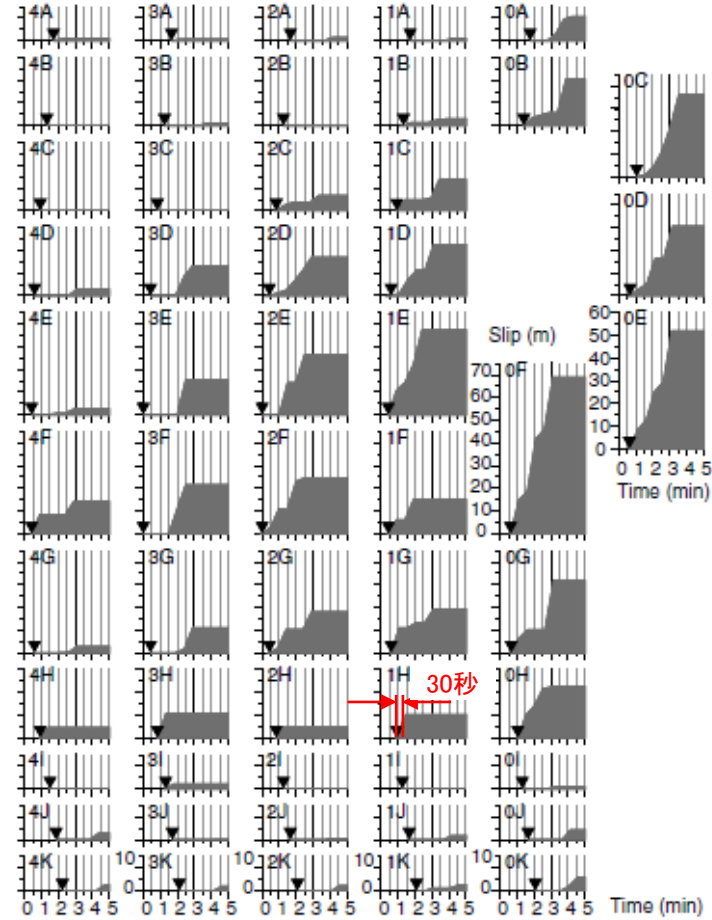 4A 3A 2A 1A 0A
4B 3B 2B 1B 0B
0C
4C 3C 2C 1C
0D
4D 3D 2D 1D
4E 3E 2E 1E
Slip (m)
60 0E
50
40
30
20
10
0
0 1 2 3 4 5
Time (min)
70 0F
60
50
40
30
20
10
0
4F 3F 2F 1F
4G 3G 2G 1G 0G
4H 3H 2H 1H 0H
30秒
4I 3I 2I 1I 0I
4J 3J 2J 1J 0J
4K 10 3K 10 2K 10 1K 10 0K
0 0 0 0
0 1 2 3 4 5 0 1 2 3 4 5 0 1 2 3 4 5 0 1 2 3 4 5 0 1 2 3 4 5 Time (min)